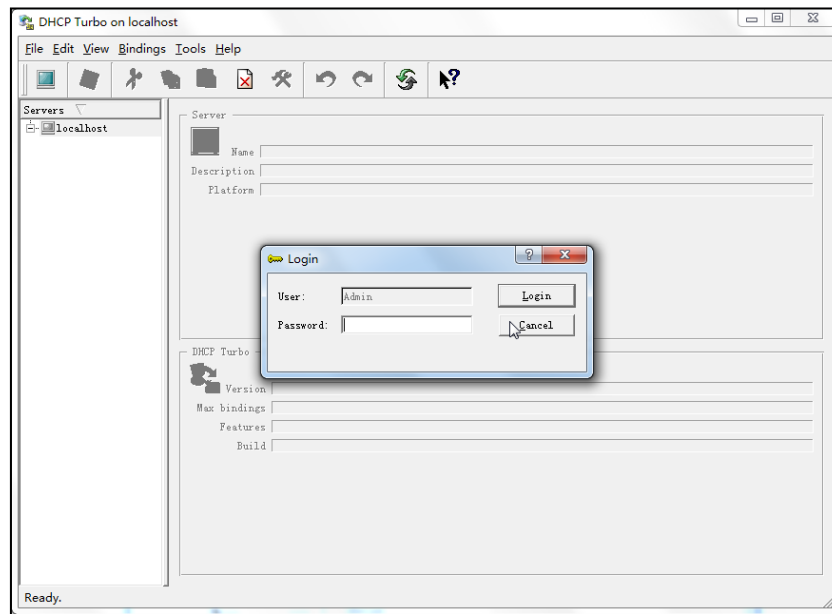 DHCP Turbo on localhost
File Edit View Bindings Tools Help
Servers
localhost
Server
Name
Description
Platform
Login
User: Admin Login
Password: Cancel
DHCP Turbo
Version
Max bindings
Features
Build
Ready.